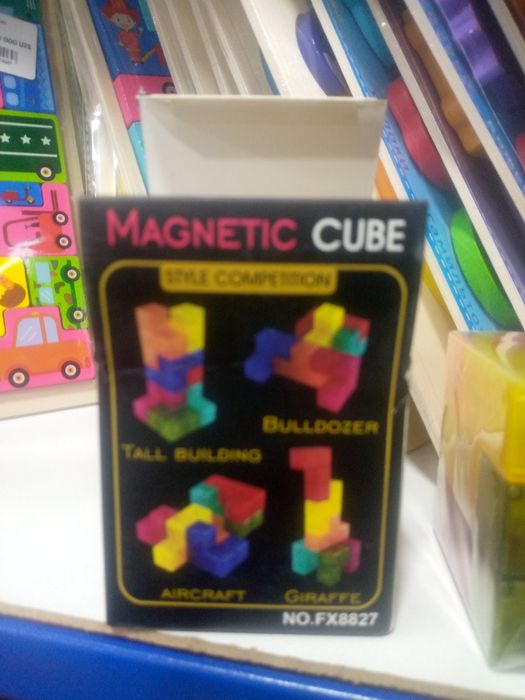 MAGNETIC CUBE
STYLE COMPETITION
TALL BUILDING
BULLDOZER
AIRCRAFT
GIRAFFE
NO.FX8827